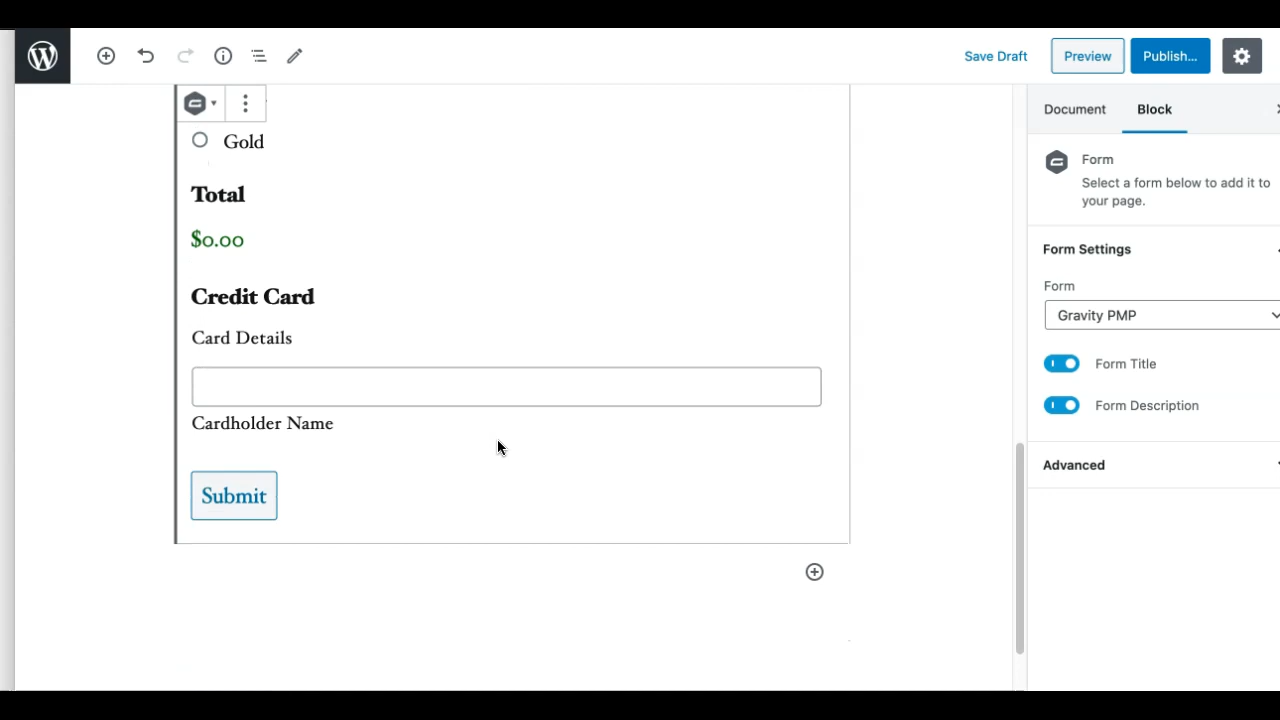 Save Draft
Preview
Publish...
Document
Block
Gold
Form
Select a form below to add it to
your page.
Total
$0.00
Form Settings
Credit Card
Form
Card Details
Gravity PMP
Form Title
Form Description
Cardholder Name
Advanced
Submit